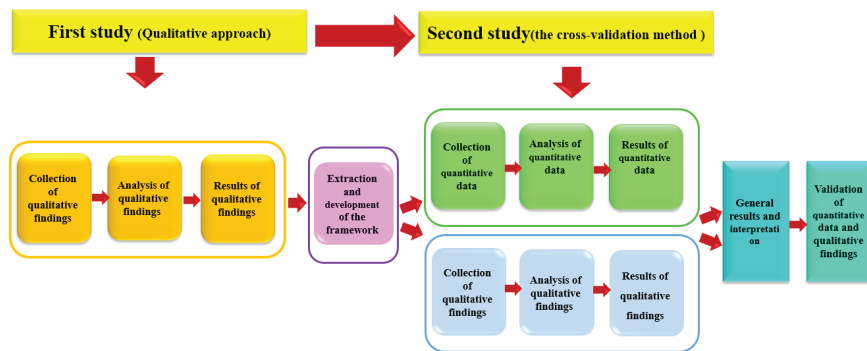 First study (Qualitative approach)
Second study(the cross-validation method )
Collection
of
qualitative
findings
Analysis of
qualitative
findings
Results of
qualitative
findings
Extraction
and
development
of the
framework
Collection
of
quantitative
data
Analysis of
quantitative
data
Results of
quantitative
data
Collection
of
qualitative
findings
Analysis of
qualitative
findings
Results of
qualitative
findings
General
results and
interpretati
on
Validation
of
quantitative
data and
qualitative
findings